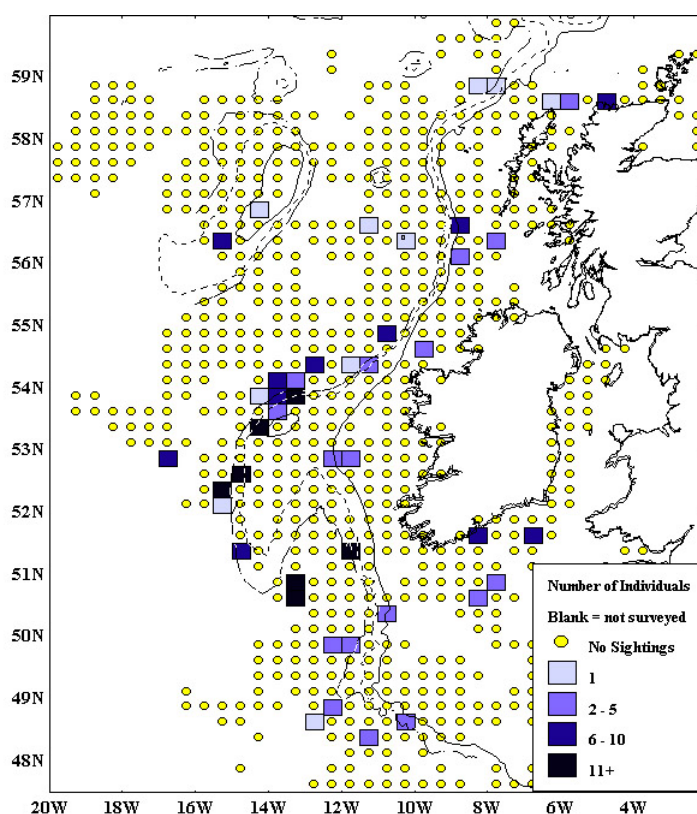 59N
58N
57N
56N
55N
54N
53N
52N
51N
50N
49N
48N
Number of Individuals
Blank = not surveyed
No Sightings
1
2 - 5
6 - 10
11+
20W 18W 16W 14W 12W 10W 8W 6W 4W